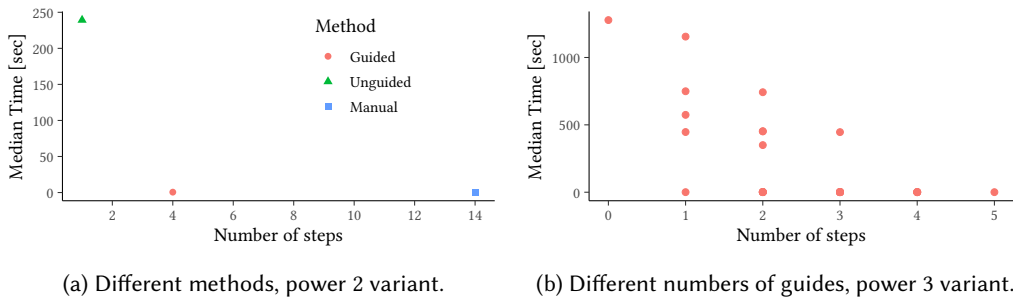 250
200
150
100
50
0
Median Time [sec]
Method
Guided
Unguided
Manual
2 4 6 8 10 12 14
Number of steps
(a) Different methods, power 2 variant.
1000
500
0
Median Time [sec]
0 1 2 3 4 5
Number of steps
(b) Different numbers of guides, power 3 variant.